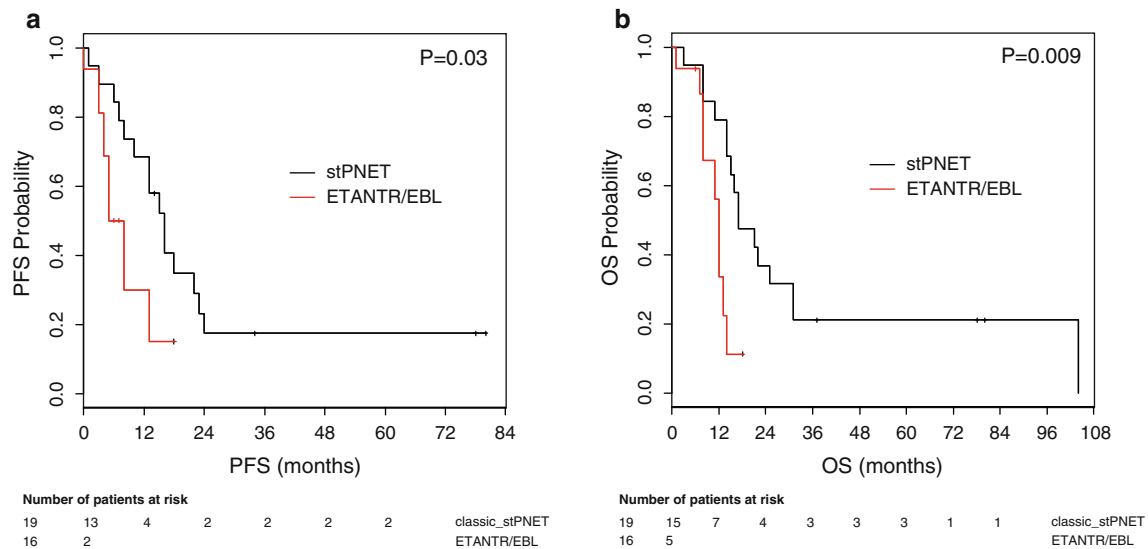 a
P=0.03
PFS Probability
1.0
0.8
0.6
0.4
0.2
0.0
stPNET
ETANTR/EBL
0 12 24 36 48 60 72 84
PFS (months)
Number of patients at risk
19 13 4 2 2 2 2 classic_stPNET
16 2 ETANTR/EBL
b
P=0.009
OS Probability
1.0
0.8
0.6
0.4
0.2
0.0
stPNET
ETANTR/EBL
0 12 24 36 48 60 72 84 96 108
OS (months)
Number of patients at risk
19 15 7 4 3 3 3 1 1 classic_stPNET
16 5 ETANTR/EBL